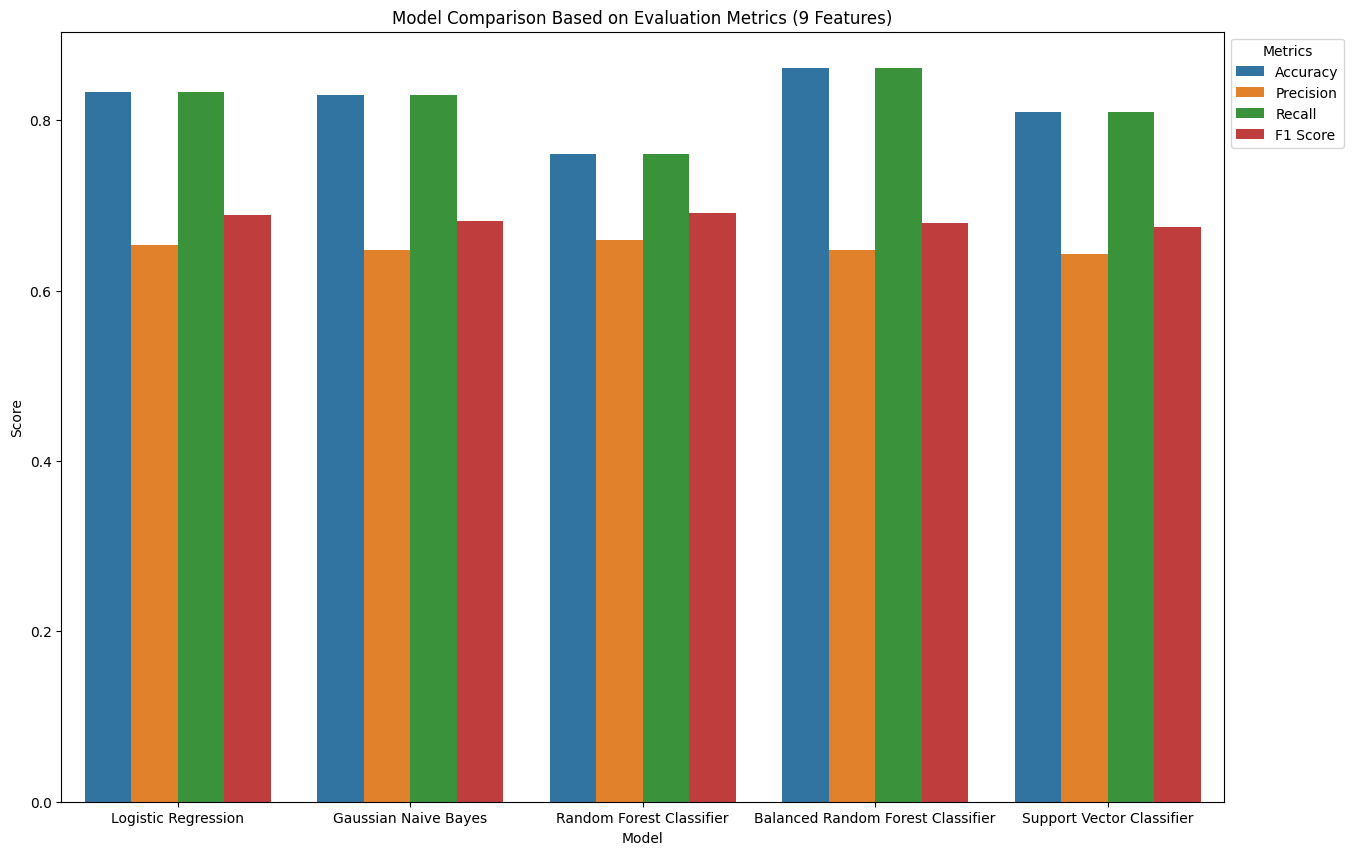 Model Comparison Based on Evaluation Metrics (9 Features)
Metrics
Accuracy
Precision
Recall
F1 Score
Score
0.8
0.6
0.4
0.2
0.0
Logistic Regression
Gaussian Naive Bayes
Random Forest Classifier
Balanced Random Forest Classifier
Support Vector Classifier
Model